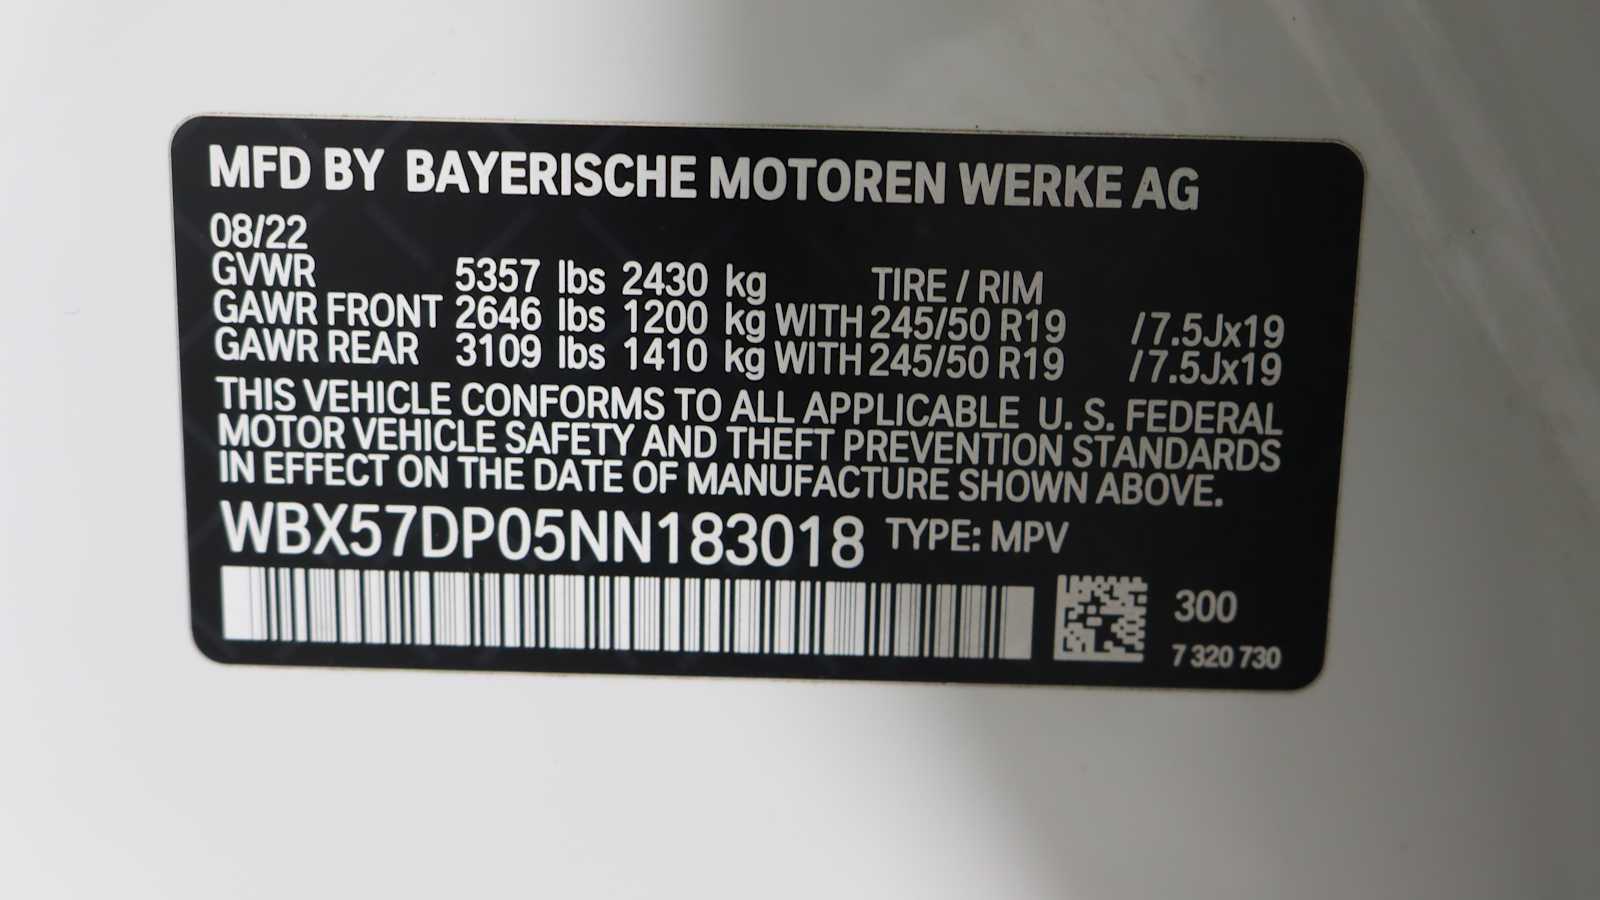 MFD BY BAYERISCHE MOTOREN WERKE AG
08/22
GVWR 5357 lbs 2430 kg TIRE / RIM
GAWR FRONT 2646 lbs 1200 kg WITH 245/50 R19 /7.5Jx19
GAWR REAR 3109 lbs 1410 kg WITH 245/50 R19 /7.5Jx19
THIS VEHICLE CONFORMS TO ALL APPLICABLE U. S. FEDERAL
MOTOR VEHICLE SAFETY AND THEFT PREVENTION STANDARDS
IN EFFECT ON THE DATE OF MANUFACTURE SHOWN ABOVE.
WBX57DP05NN183018 TYPE: MPV
300
7 320 730